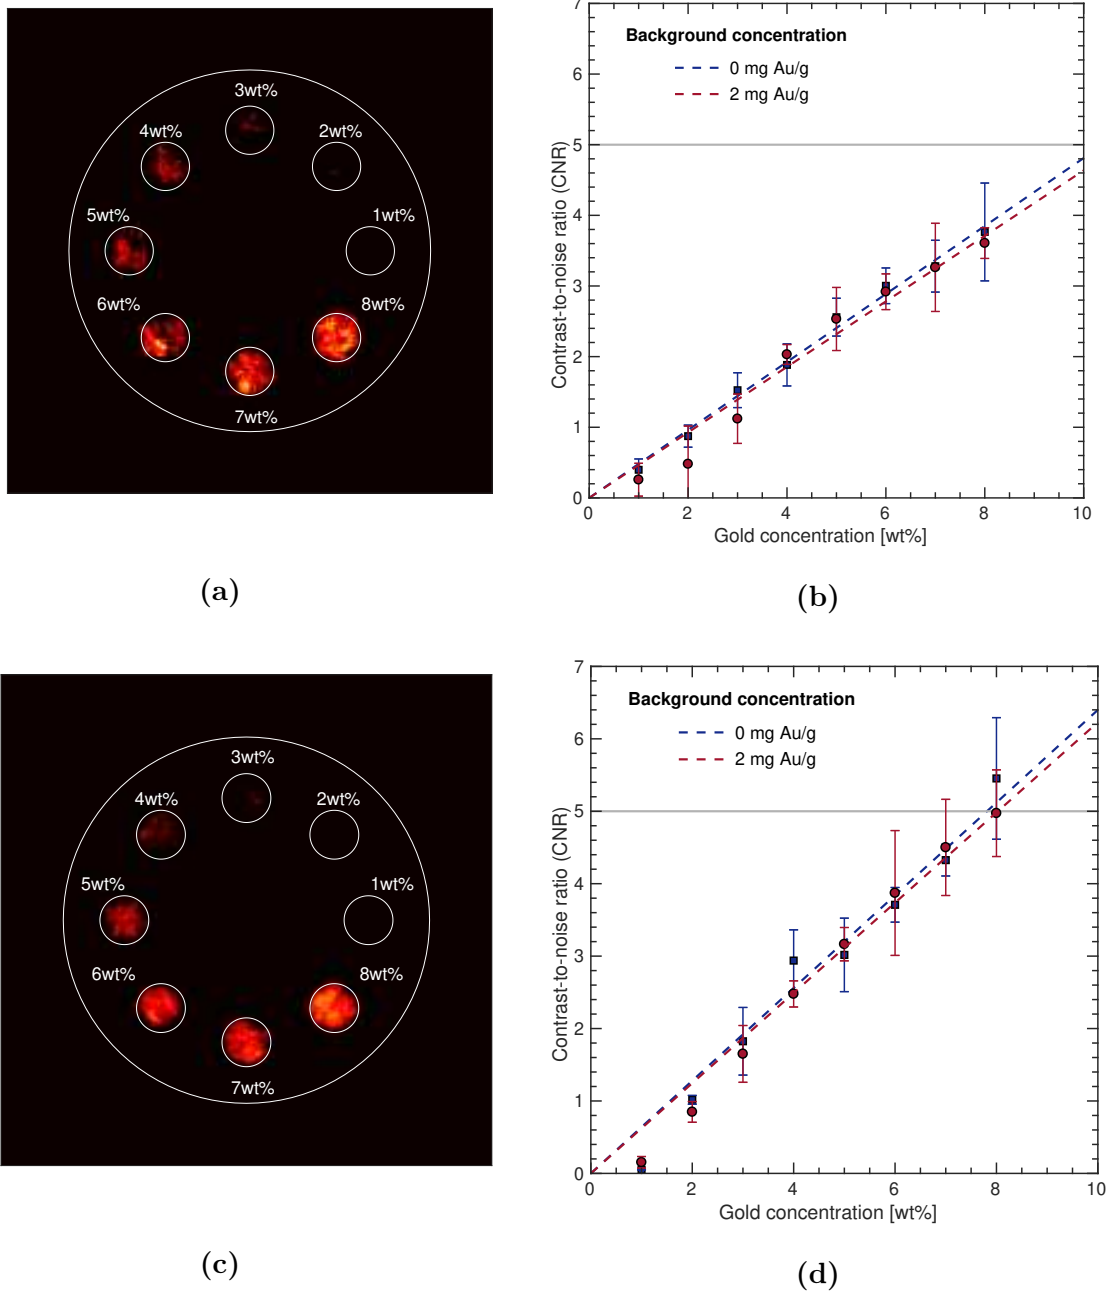 3wt%
4wt%
2wt%
5wt%
1wt%
6wt%
8wt%
7wt%
(a)
7
6
5
4
3
2
1
0
Contrast-to-noise ratio (CNR)
Background concentration
0 mg Au/g
2 mg Au/g
0 2 4 6 8 10
Gold concentration [wt%]
(b)
3wt%
4wt%
2wt%
5wt%
1wt%
6wt%
8wt%
7wt%
(c)
7
6
5
4
3
2
1
0
Contrast-to-noise ratio (CNR)
Background concentration
0 mg Au/g
2 mg Au/g
0 2 4 6 8 10
Gold concentration [wt%]
(d)